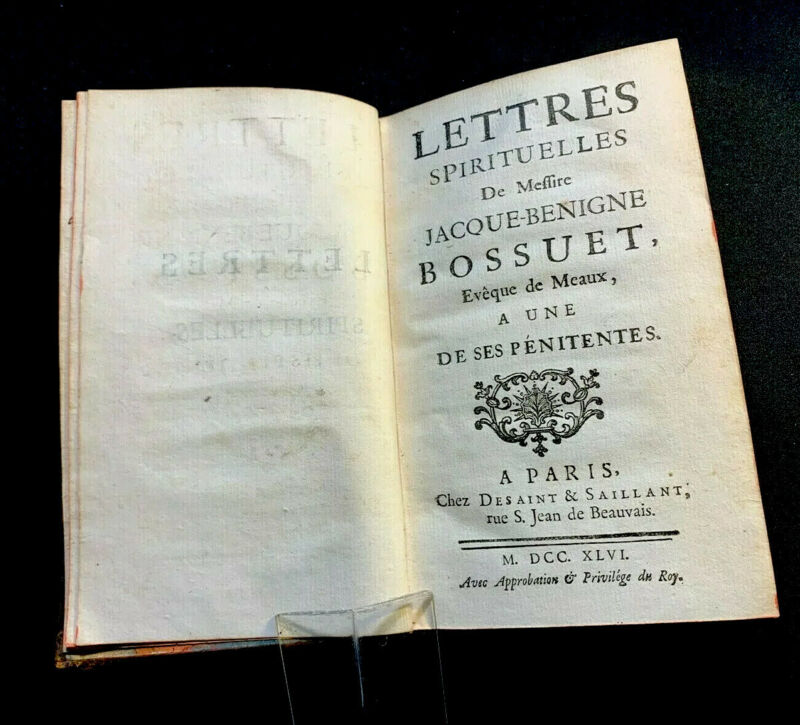 LETTRES
SPIRITUELLES
De Meſſire
JACQUE-BENIGNE
BOSSUET,
Evêque de Meaux,
A UNE
DE SES PÉNITENTES.
A PARIS,
Chez DESAINT & SAILLANT,
rue S. Jean de Beauvais.
M. DCC. XLVI.
Avec Approbation & Privilége du Roy.